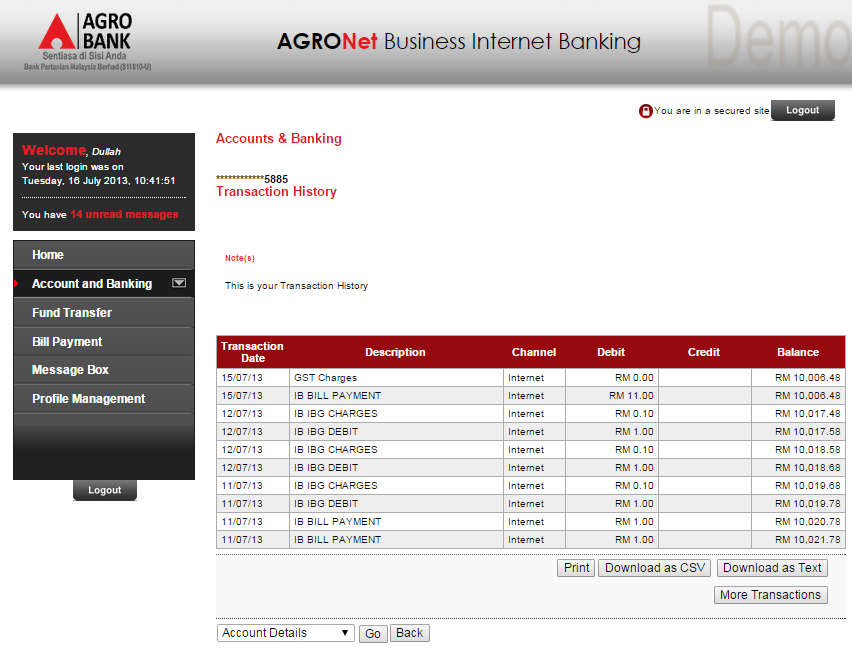 AGRO
BANK
Sentiasa di Sisi Anda
Bank Pertanian Malaysia Berhad (811810-U)
AGRONet Business Internet Banking
Demo
You are in a secured site
Logout
Welcome, Dullah
Your last login was on
Tuesday, 16 July 2013, 10:41:51
You have 14 unread messages
Home
Account and Banking
Fund Transfer
Bill Payment
Message Box
Profile Management
Logout
Accounts & Banking
************5885
Transaction History
Note(s)
This is your Transaction History
Transaction Date Description Channel Debit Credit Balance
15/07/13 GST Charges Internet RM 0.00 RM 10,006.48
15/07/13 IB BILL PAYMENT Internet RM 11.00 RM 10,006.48
12/07/13 IB IBG CHARGES Internet RM 0.10 RM 10,017.48
12/07/13 IB IBG DEBIT Internet RM 1.00 RM 10,017.58
12/07/13 IB IBG CHARGES Internet RM 0.10 RM 10,018.58
12/07/13 IB IBG DEBIT Internet RM 1.00 RM 10,018.68
11/07/13 IB IBG CHARGES Internet RM 0.10 RM 10,019.68
11/07/13 IB IBG DEBIT Internet RM 1.00 RM 10,019.78
11/07/13 IB BILL PAYMENT Internet RM 1.00 RM 10,020.78
11/07/13 IB BILL PAYMENT Internet RM 1.00 RM 10,021.78
Print Download as CSV Download as Text
More Transactions
Account Details Go Back